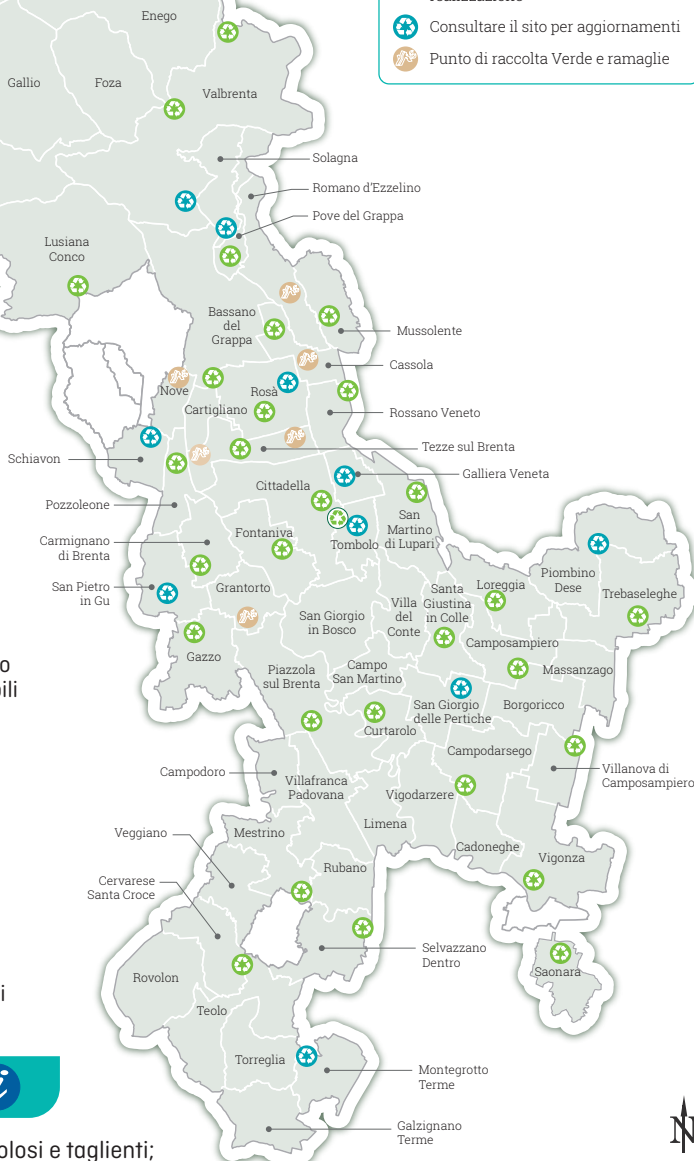 Consultare il sito per aggiornamenti
Punto di raccolta Verde e ramaglie
Enego
Gallio
Foza
Valbrenta
Solagna
Romano d'Ezzelino
Pove del Grappa
Lusiana
Conco
Bassano
del
Grappa
Mussolente
Cassola
Nove
Rosà
Cartigliano
Rossano Veneto
Tezze sul Brenta
Schiavon
Galliera Veneta
Cittadella
Pozzoleone
San
Martino
di Lupari
Fontaniva
Tombolo
Carmignano
di Brenta
San Pietro
in Gu
Grantorto
Piombino
Dese
Loreggia
Trebaseleghe
Santa
Giustina
in Colle
Villa
del
Conte
San Giorgio
in Bosco
Camposampiero
Gazzo
Massanzago
Campo
San Martino
Piazzola
sul Brenta
San Giorgio
delle Pertiche
Borgoricco
Curtarolo
Campodarsego
Campodoro
Villanova di
Camposampiero
Villafranca
Padovana
Vigodarzere
Limena
Veggiano
Mestrino
Cadoneghe
Vigonza
Rubano
Cervarese
Santa Croce
Selvazzano
Dentro
Saonara
Rovolon
Teolo
Torreglia
Montegrotto
Terme
Galzignano
Terme
N
o
ili
i
i
olosi e taglienti;